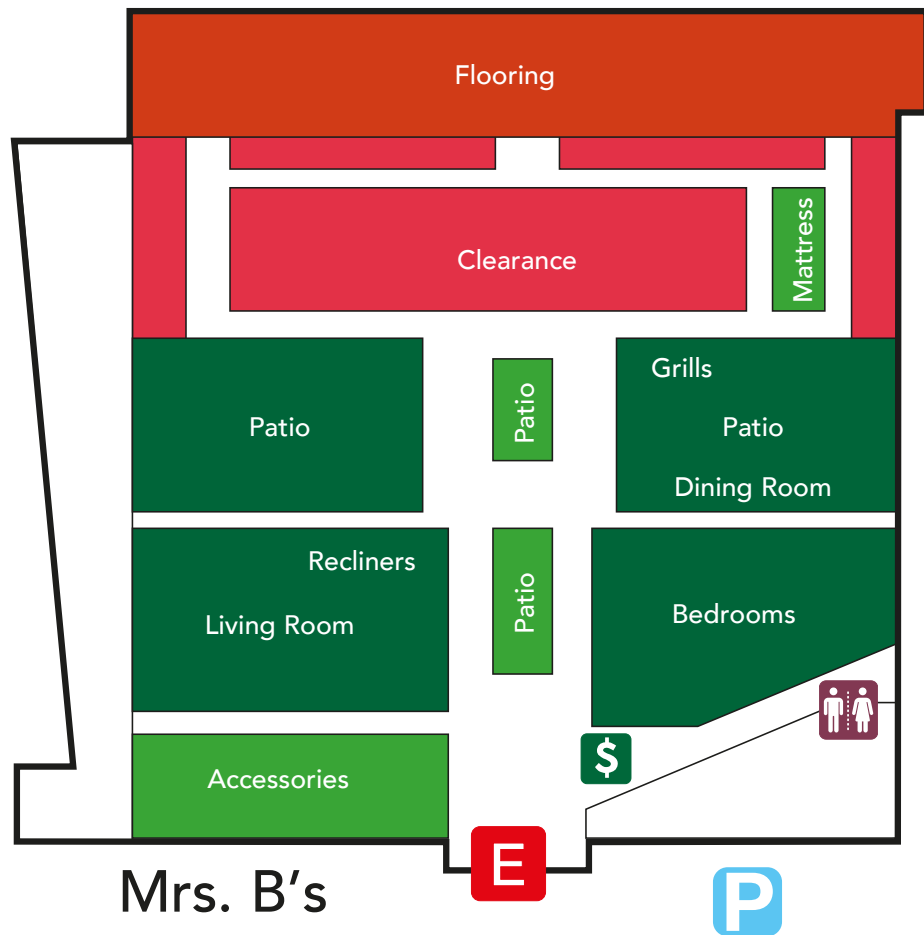 Flooring
Clearance
Mattress
Patio
Patio
Grills
Patio
Dining Room
Recliners
Living Room
Patio
Bedrooms
$
Accessories
E
Mrs. B's
P